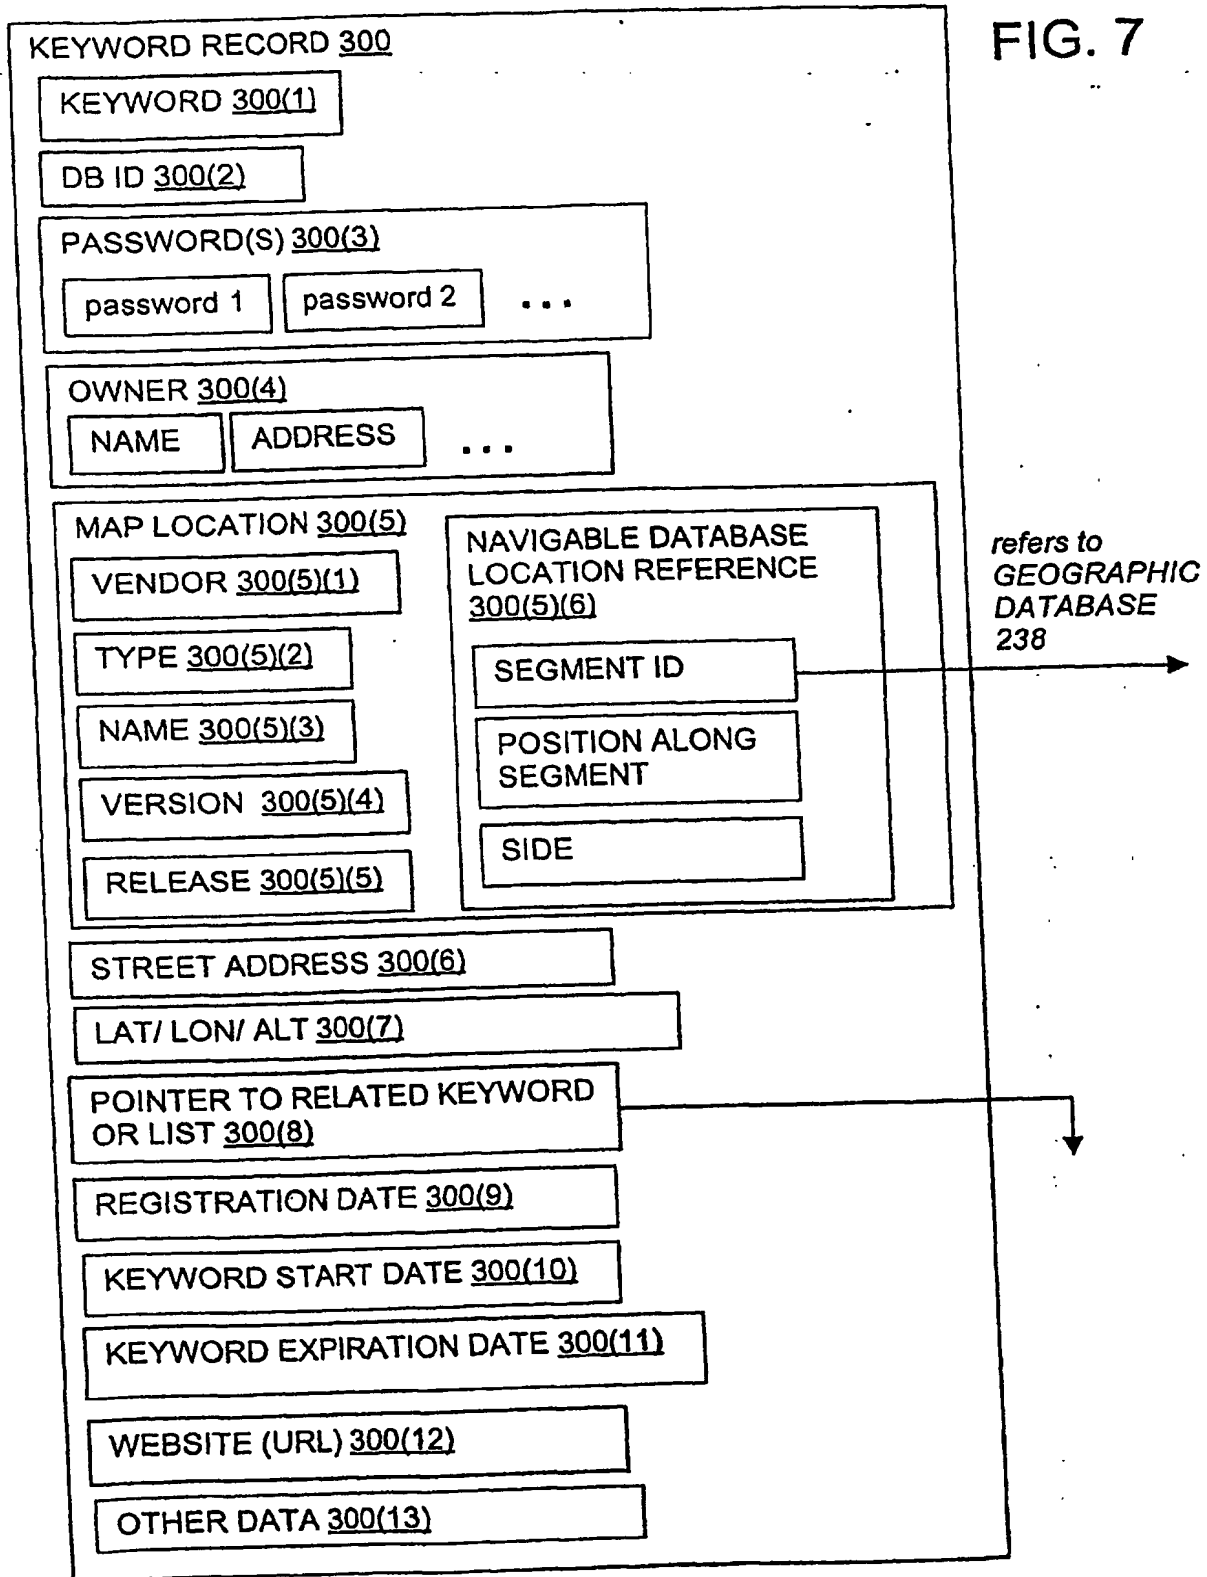 FIG. 7
KEYWORD RECORD 300
KEYWORD 300(1)
DB ID 300(2)
PASSWORD(S) 300(3)
password 1
password 2
...
OWNER 300(4)
NAME
ADDRESS
...
MAP LOCATION 300(5)
VENDOR 300(5)(1)
TYPE 300(5)(2)
NAME 300(5)(3)
VERSION 300(5)(4)
RELEASE 300(5)(5)
NAVIGABLE DATABASE
LOCATION REFERENCE
300(5)(6)
SEGMENT ID
POSITION ALONG
SEGMENT
SIDE
refers to
GEOGRAPHIC
DATABASE
238
STREET ADDRESS 300(6)
LAT/ LON/ ALT 300(7)
POINTER TO RELATED KEYWORD
OR LIST 300(8)
REGISTRATION DATE 300(9)
KEYWORD START DATE 300(10)
KEYWORD EXPIRATION DATE 300(11)
WEBSITE (URL) 300(12)
OTHER DATA 300(13)